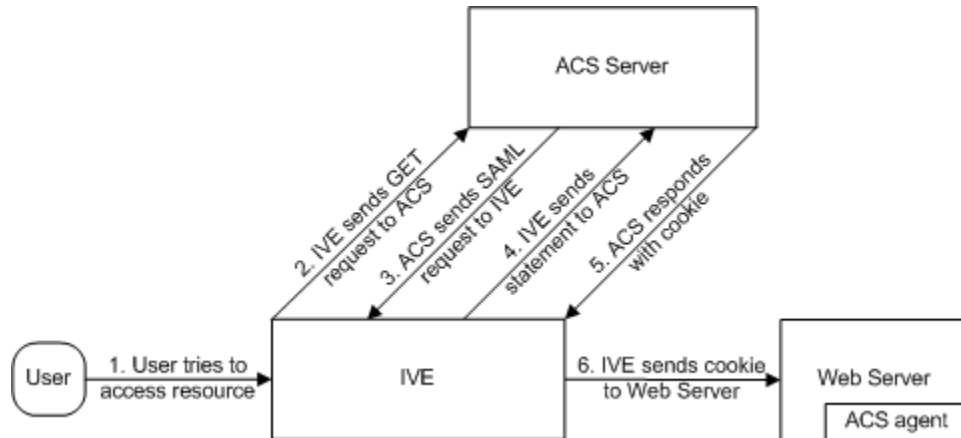 ACS Server
2. IVE sends GET
request to ACS
3. ACS sends SAML
request to IVE
4. IVE sends
statement to ACS
5. ACS responds
with cookie
User
1. User tries to
access resource
IVE
6. IVE sends cookie
to Web Server
Web Server
ACS agent